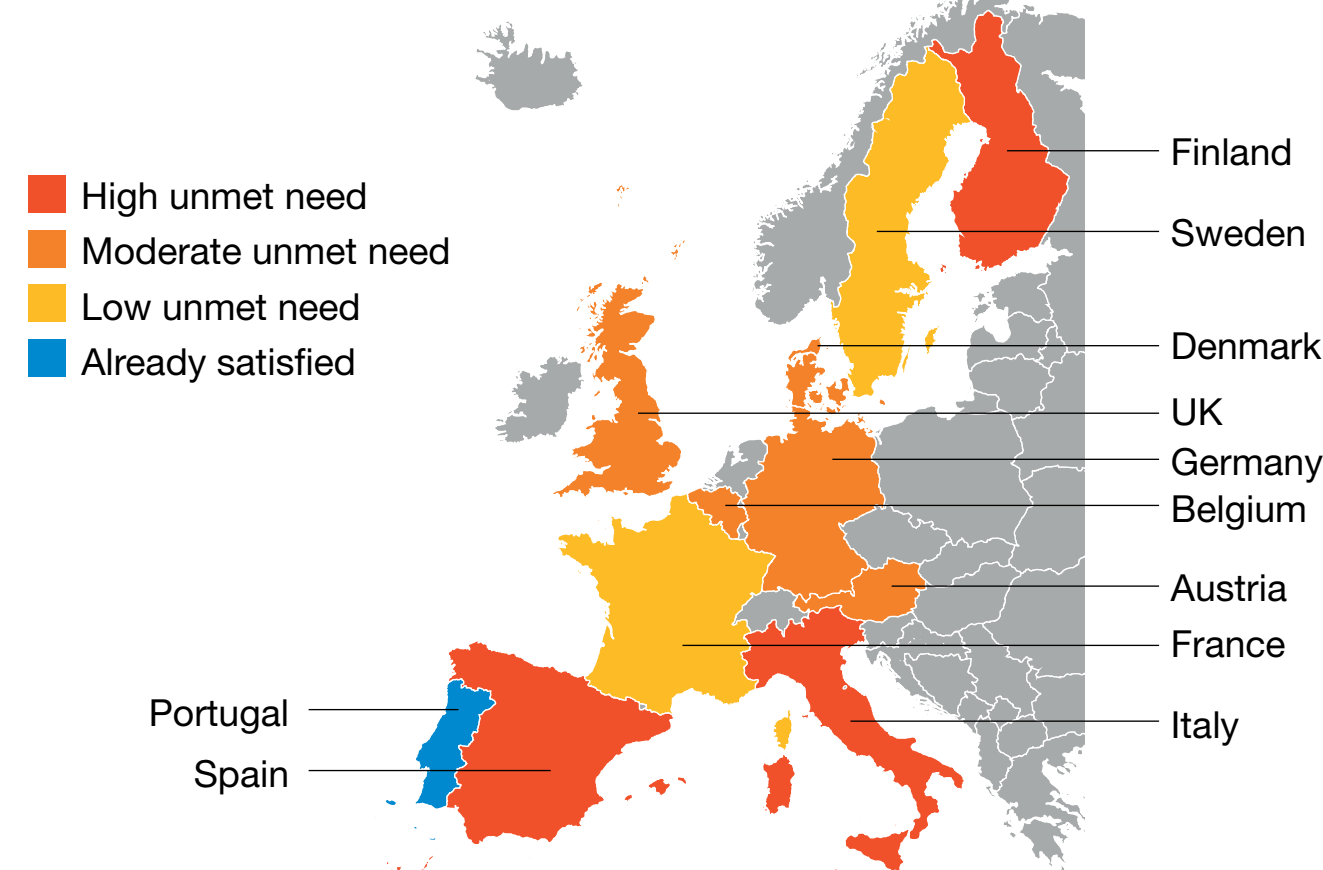 High unmet need
Moderate unmet need
Low unmet need
Already satisfied
Finland
Sweden
Denmark
UK
Germany
Belgium
Austria
France
Italy
Portugal
Spain